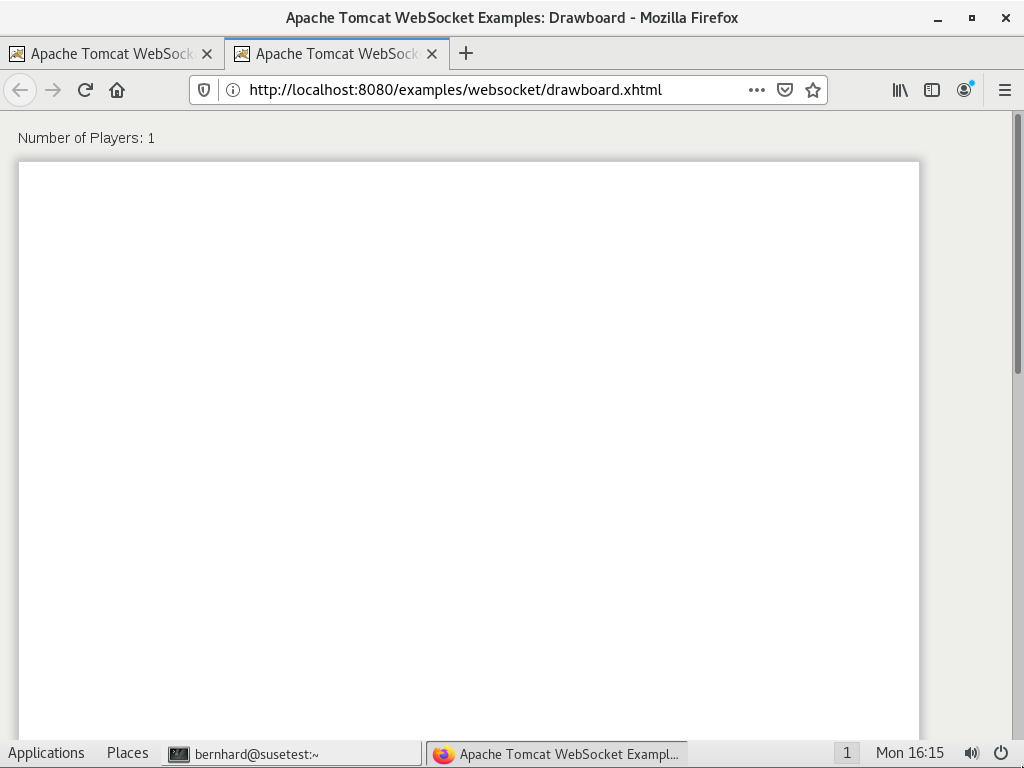 Apache Tomcat WebSocket Examples: Drawboard - Mozilla Firefox
Apache Tomcat WebSock
Apache Tomcat WebSock
http://localhost:8080/examples/websocket/drawboard.xhtml
Number of Players: 1
Applications Places bernhard@susetest:~ Apache Tomcat WebSocket Exampl... 1 Mon 16:15